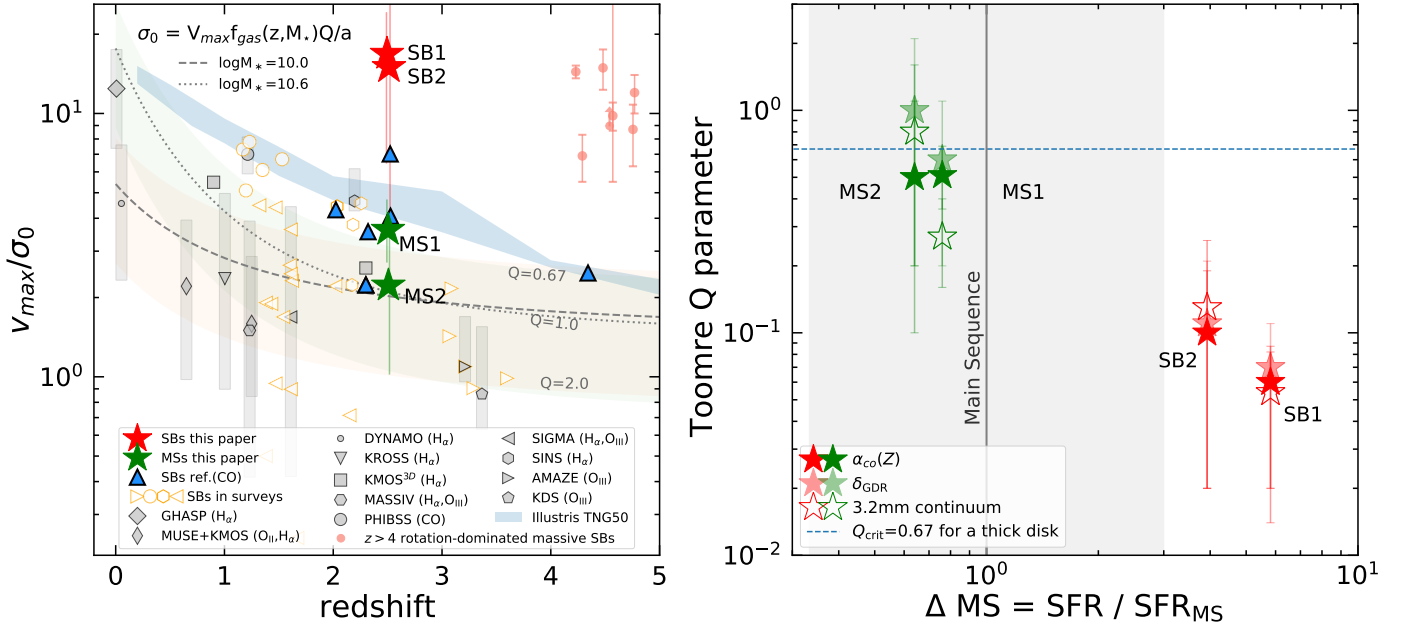 σ₀ = Vₘₐₓf_gas(z,M⋆)Q/a
logM∗=10.0
logM∗=10.6
SB1
SB2
MS1
MS2
Q=0.67
Q=1.0
Q=2.0
10¹
10⁰
v_max/σ₀
SBs this paper
MSs this paper
SBs ref.(CO)
SBs in surveys
GHASP (Hα)
MUSE+KMOS (O_II,Hα)
DYNAMO (Hα)
KROSS (Hα)
KMOS³ᴰ (Hα)
MASSIV (Hα,O_III)
PHIBSS (CO)
z > 4 rotation-dominated massive SBs
SIGMA (Hα,O_III)
SINS (Hα)
AMAZE (O_III)
KDS (O_III)
Illustris TNG50
0 1 2 3 4 5
redshift
Toomre Q parameter
10⁰
10⁻¹
10⁻²
MS2
MS1
Main Sequence
SB2
SB1
α_co(Z)
δ_GDR
3.2mm continuum
Q_crit=0.67 for a thick disk
10⁰ 10¹
Δ MS = SFR / SFR_MS